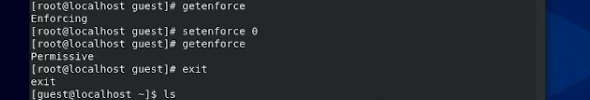 [root@localhost guest]# getenforce
Enforcing
[root@localhost guest]# setenforce 0
[root@localhost guest]# getenforce
Permissive
[root@localhost guest]# exit
exit
[guest@localhost ~]$ ls